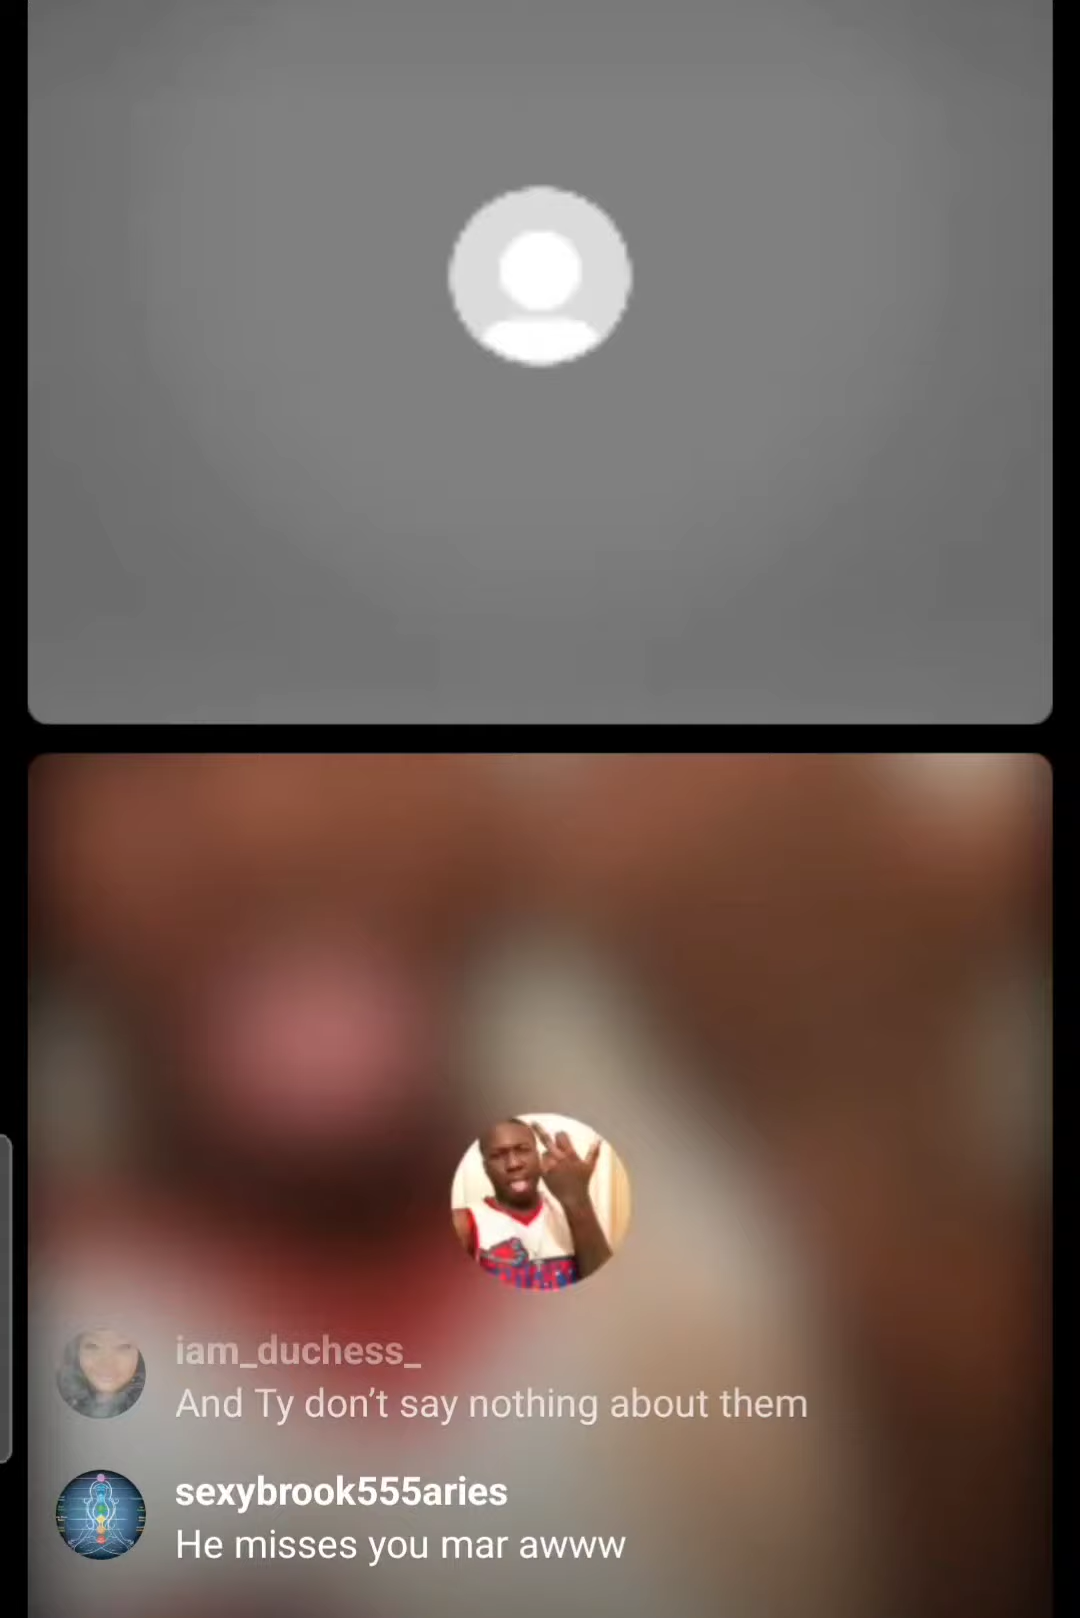 iam_duchess_
And Ty don’t say nothing about them
sexybrook555aries
He misses you mar awww